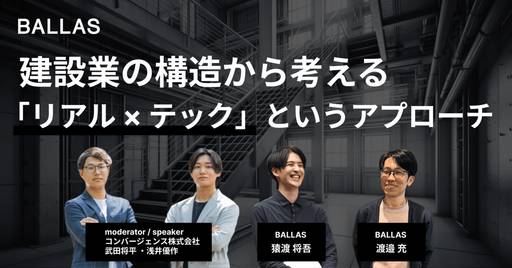 BALLAS
建設業の構造から考える
「リアル × テック」というアプローチ
moderator / speaker
コンバージェンス株式会社
武田将平 ・浅井優作
BALLAS
猿渡 将吾
BALLAS
渡邉 充